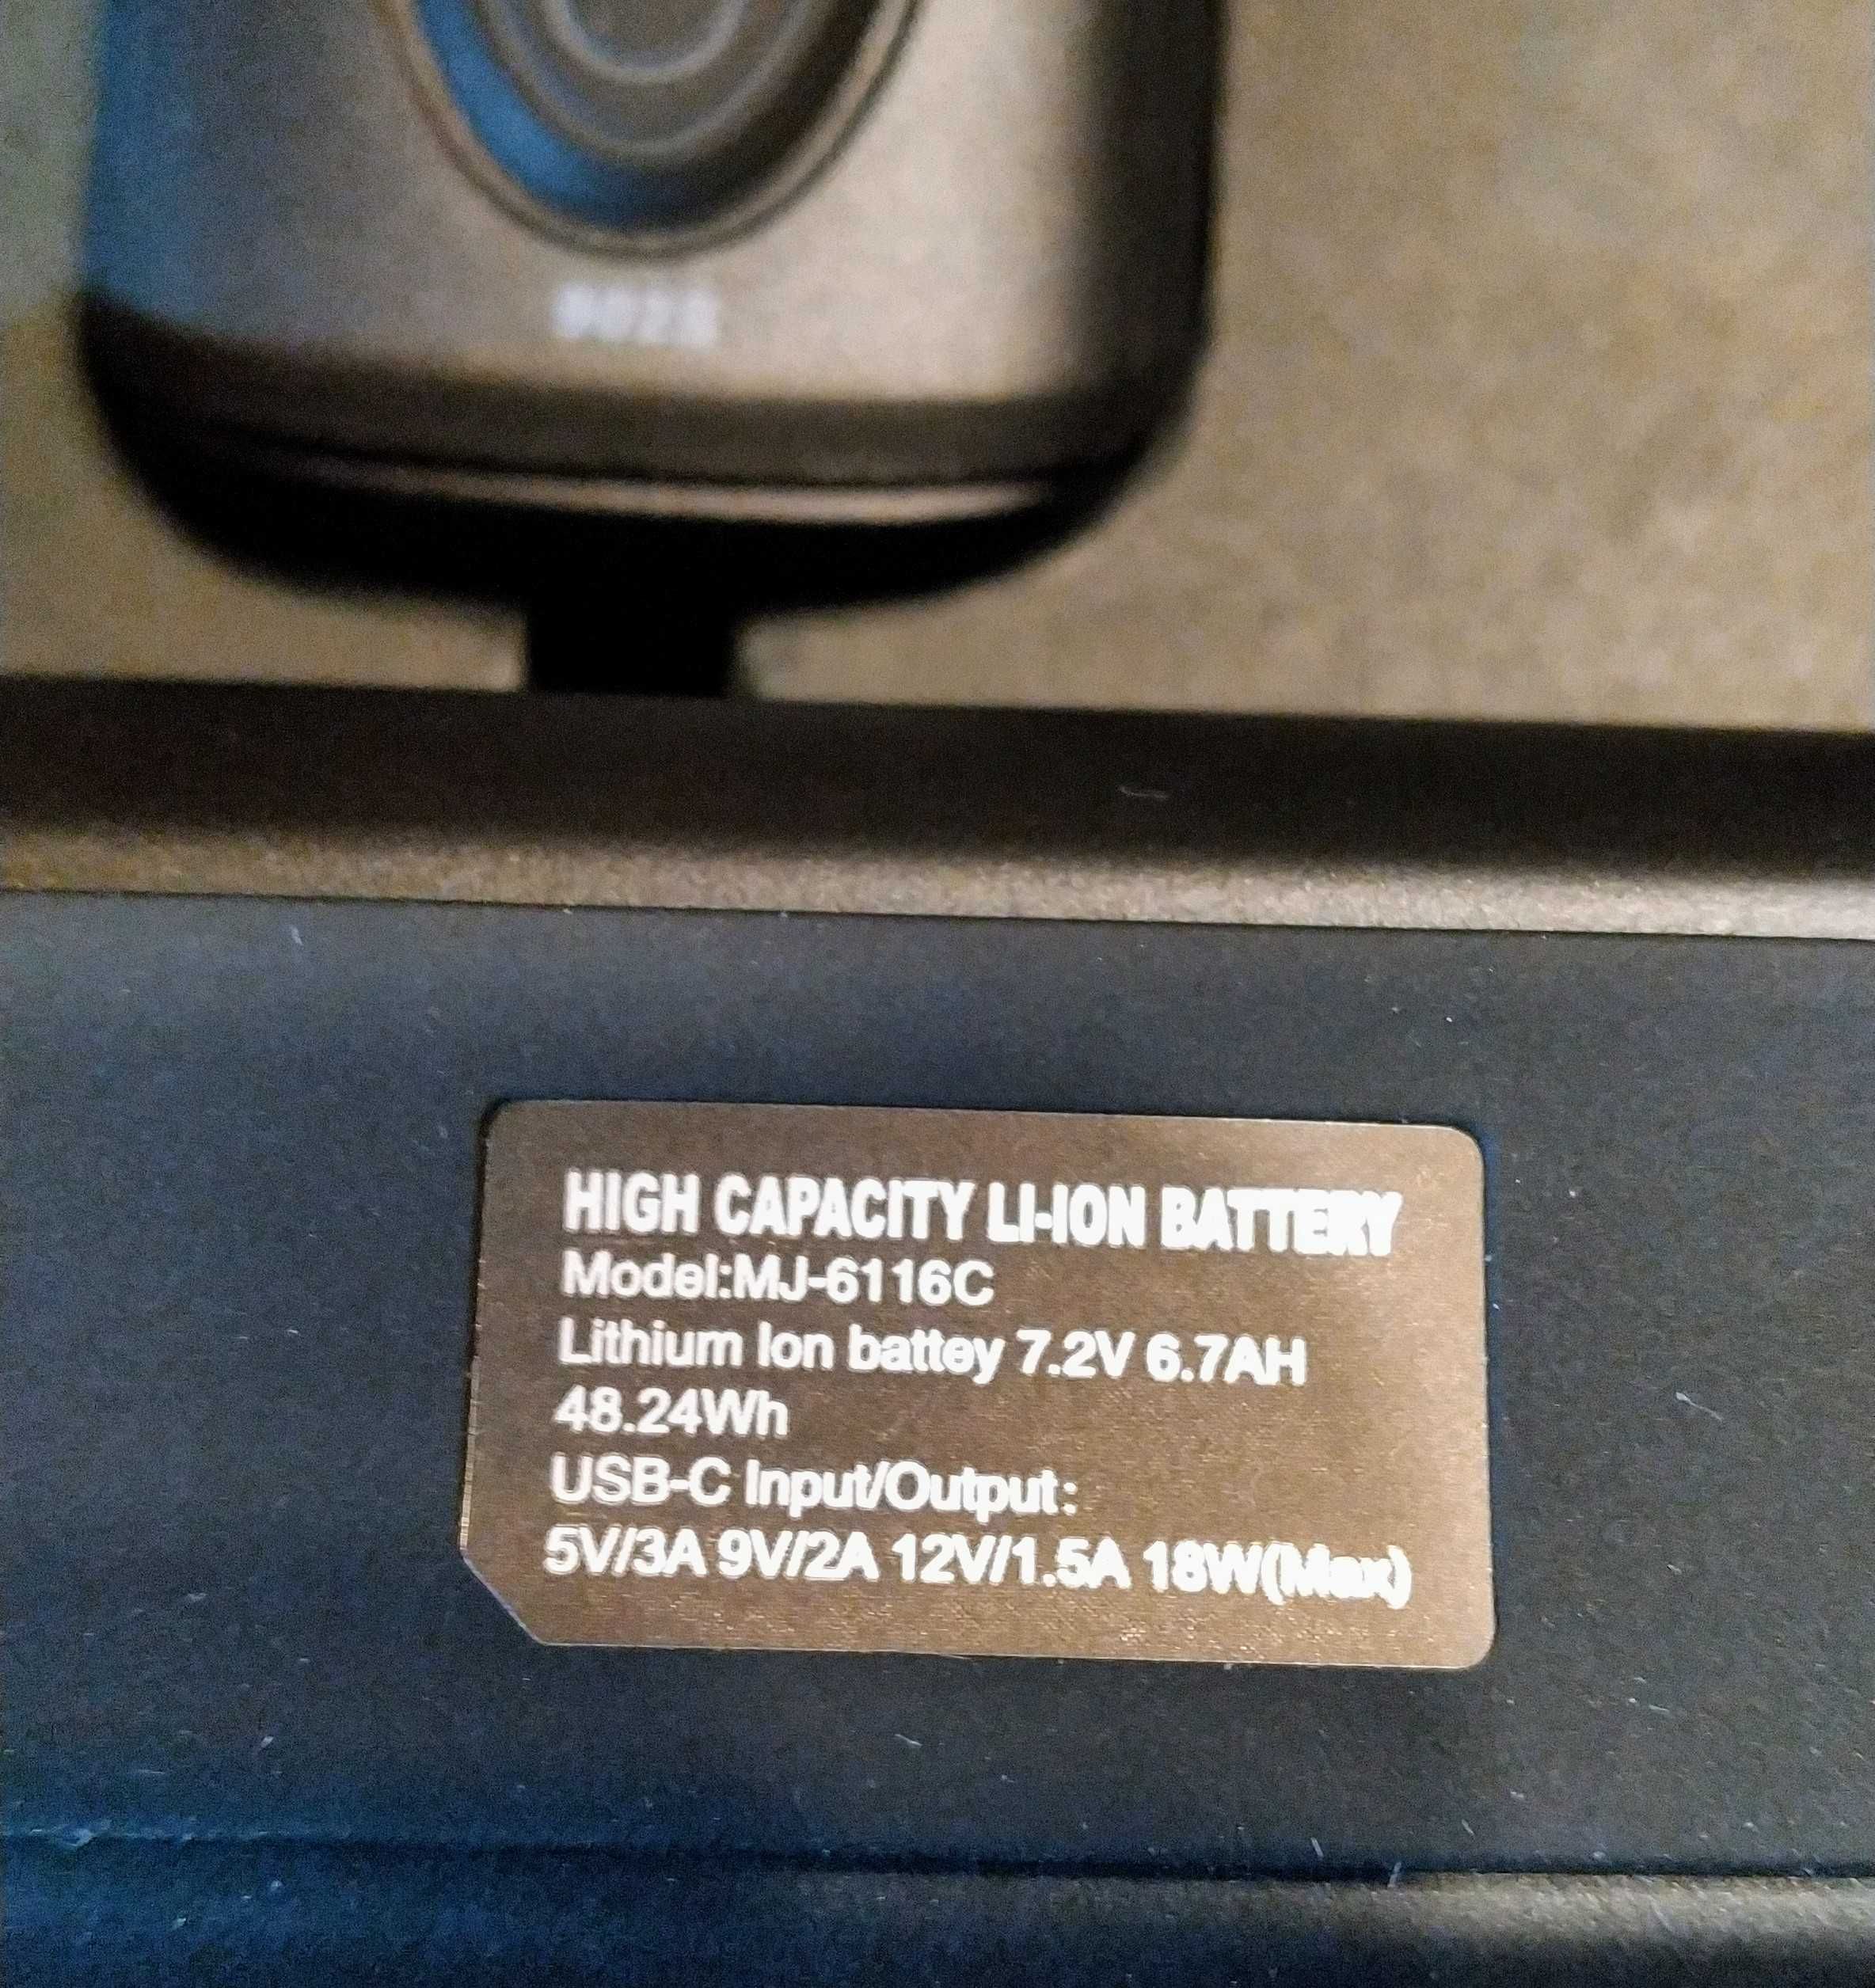 HIGH CAPACITY LI-ION BATTERY
Model:MJ-6116C
Lithium Ion battey 7.2V 6.7AH
48.24Wh
USB-C Input/Output:
5V/3A 9V/2A 12V/1.5A 18W(Max)